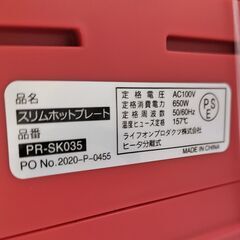 品名
スリムホットプレート
品番
PR-SK035
PO No.2020-P-0455
定格電圧 AC100V
定格消費電力 650W
定格周波数 50/60Hz
温度ヒューズ定格 157℃
ライフオンプロダクツ株式会社
ヒータ分離式
MADE IN CHINA
PSE